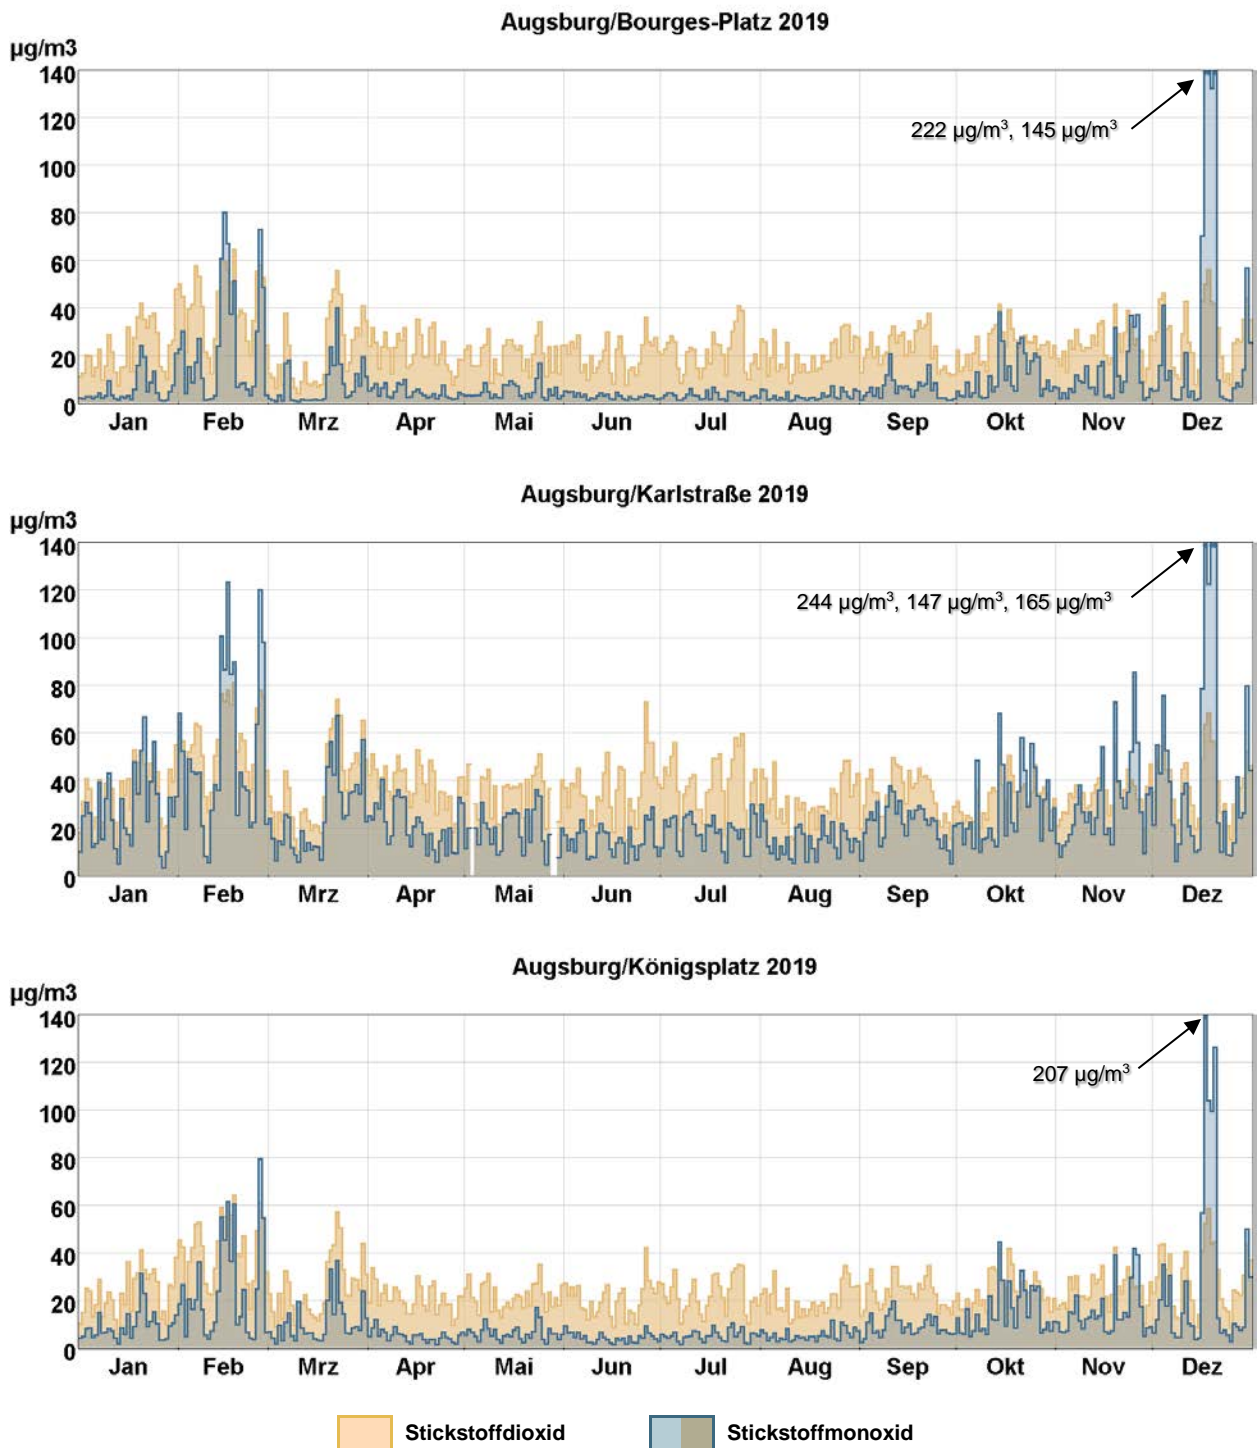 Augsburg/Bourges-Platz 2019
µg/m3
140
222 µg/m³, 145 µg/m³
120
100
80
60
40
20
0
Jan Feb Mrz Apr Mai Jun Jul Aug Sep Okt Nov Dez
Augsburg/Karlstraße 2019
µg/m3
140
120
244 µg/m³, 147 µg/m³, 165 µg/m³
100
80
60
40
20
0
Jan Feb Mrz Apr Mai Jun Jul Aug Sep Okt Nov Dez
Augsburg/Königsplatz 2019
µg/m3
140
120
207 µg/m³
100
80
60
40
20
0
Jan Feb Mrz Apr Mai Jun Jul Aug Sep Okt Nov Dez
Stickstoffdioxid Stickstoffmonoxid